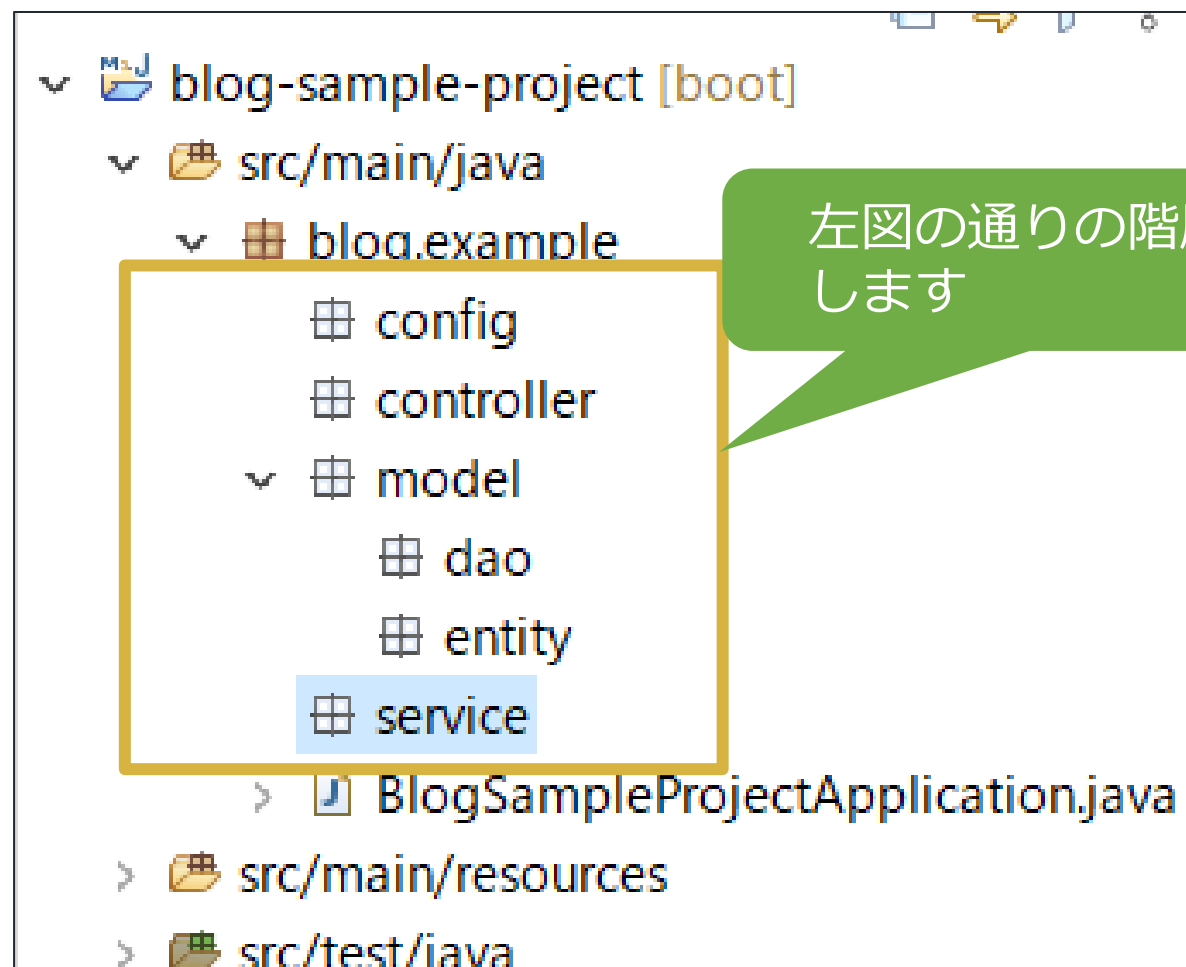 blog-sample-project [boot]
src/main/java
blog.example
config
controller
model
dao
entity
service
BlogSampleProjectApplication.java
src/main/resources
src/test/java
左図の通りの階
します